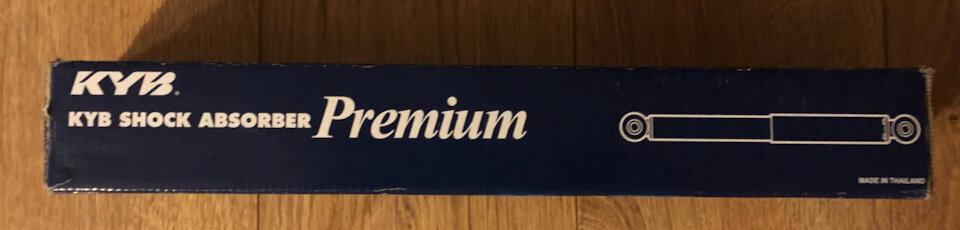 KYB®
KYB SHOCK ABSORBER Premium
MADE IN THAILAND